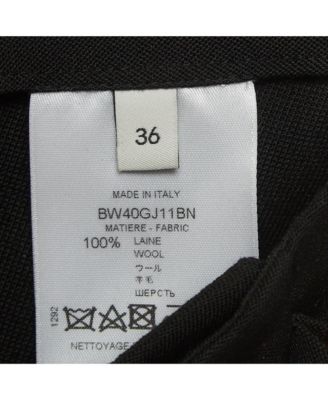 36
MADE IN ITALY
BW40GJ11BN
MATIERE - FABRIC
100% LAINE
WOOL
ウール
羊毛
ШЕРСТЬ
1292
NETTOYAGE